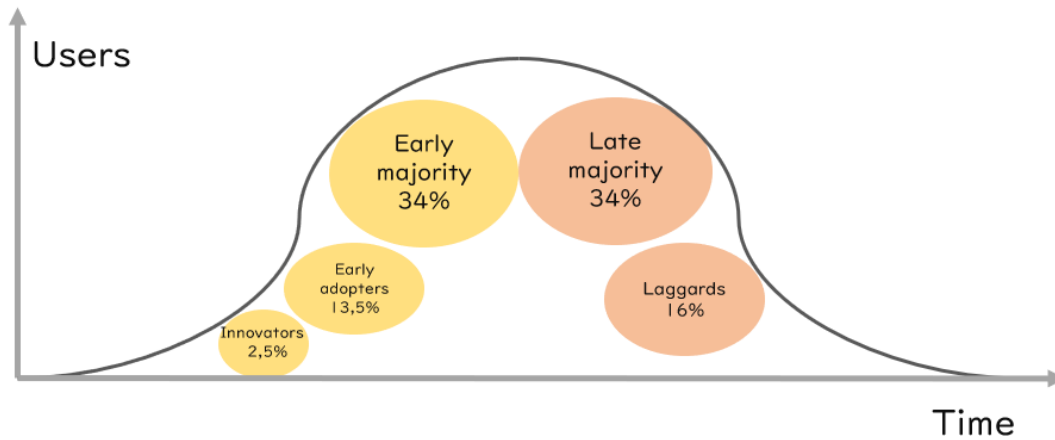 Users
Early
majority
34%
Late
majority
34%
Early
adopters
13,5%
Laggards
16%
Innovators
2,5%
Time